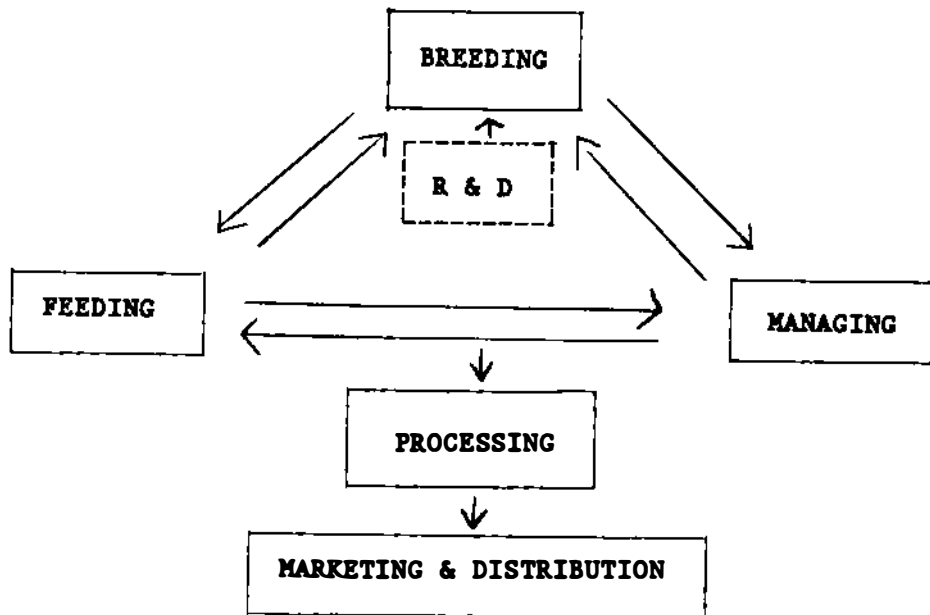 BREEDING
R & D
FEEDING
MANAGING
PROCESSING
MARKETING & DISTRIBUTION